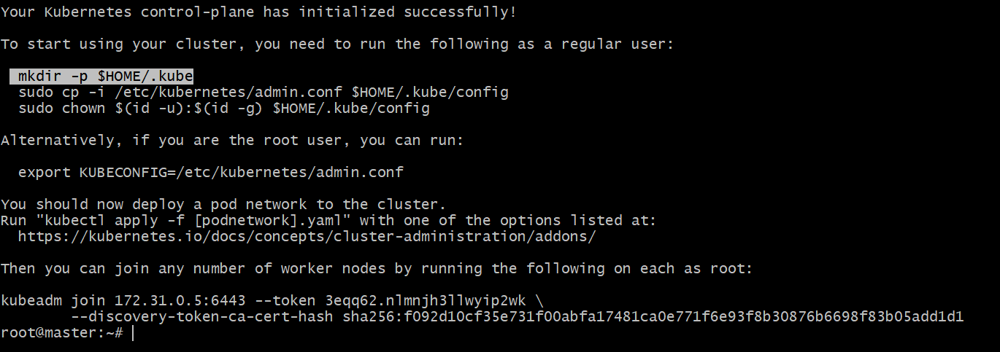 Your Kubernetes control-plane has initialized successfully!
To start using your cluster, you need to run the following as a regular user:
mkdir -p $HOME/.kube
sudo cp -i /etc/kubernetes/admin.conf $HOME/.kube/config
sudo chown $(id -u):$(id -g) $HOME/.kube/config
Alternatively, if you are the root user, you can run:
export KUBECONFIG=/etc/kubernetes/admin.conf
You should now deploy a pod network to the cluster.
Run "kubectl apply -f [podnetwork].yaml" with one of the options listed at:
https://kubernetes.io/docs/concepts/cluster-administration/addons/
Then you can join any number of worker nodes by running the following on each as root:
kubeadm join 172.31.0.5:6443 --token 3eqq62.nlmnjh3llwyip2wk \
--discovery-token-ca-cert-hash sha256:f092d10cf35e731f00abfa17481ca0e771f6e93f8b30876b6698f83b05add1d1
root@master:~#